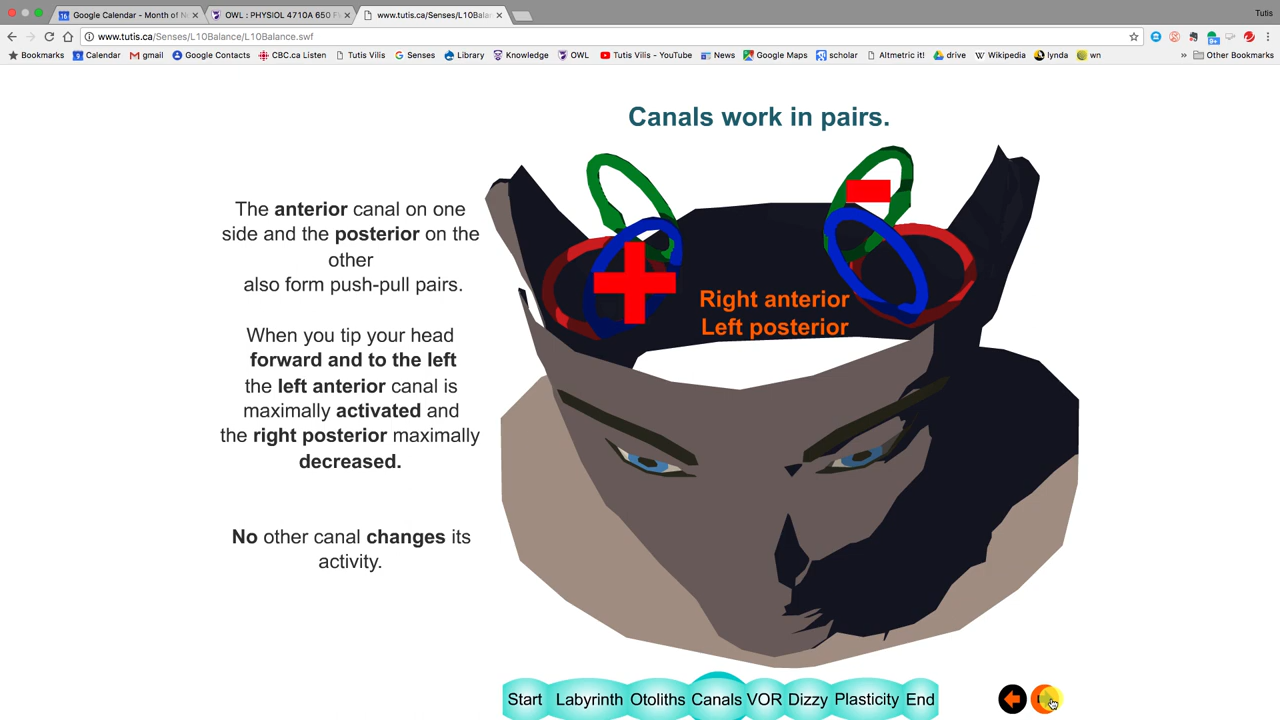 Google Calendar - Month of N
OWL : PHYSIOL 4710A 650 F
www.tutis.ca/Senses/L10Bala
Tutis
www.tutis.ca/Senses/L10Balance/L10Balance.swf
Bookmarks Calendar gmail Google Contacts CBC.ca Listen Tutis Vilis Senses Library Knowledge OWL Tutis Vilis - YouTube News Google Maps scholar Altmetric it! drive Wikipedia lynda wn » Other Bookmarks
Canals work in pairs.
The anterior canal on one
side and the posterior on the
other
also form push-pull pairs.
When you tip your head
forward and to the left
the left anterior canal is
maximally activated and
the right posterior maximally
decreased.
No other canal changes its
activity.
Right anterior
Left posterior
Start Labyrinth Otoliths Canals VOR Dizzy Plasticity End